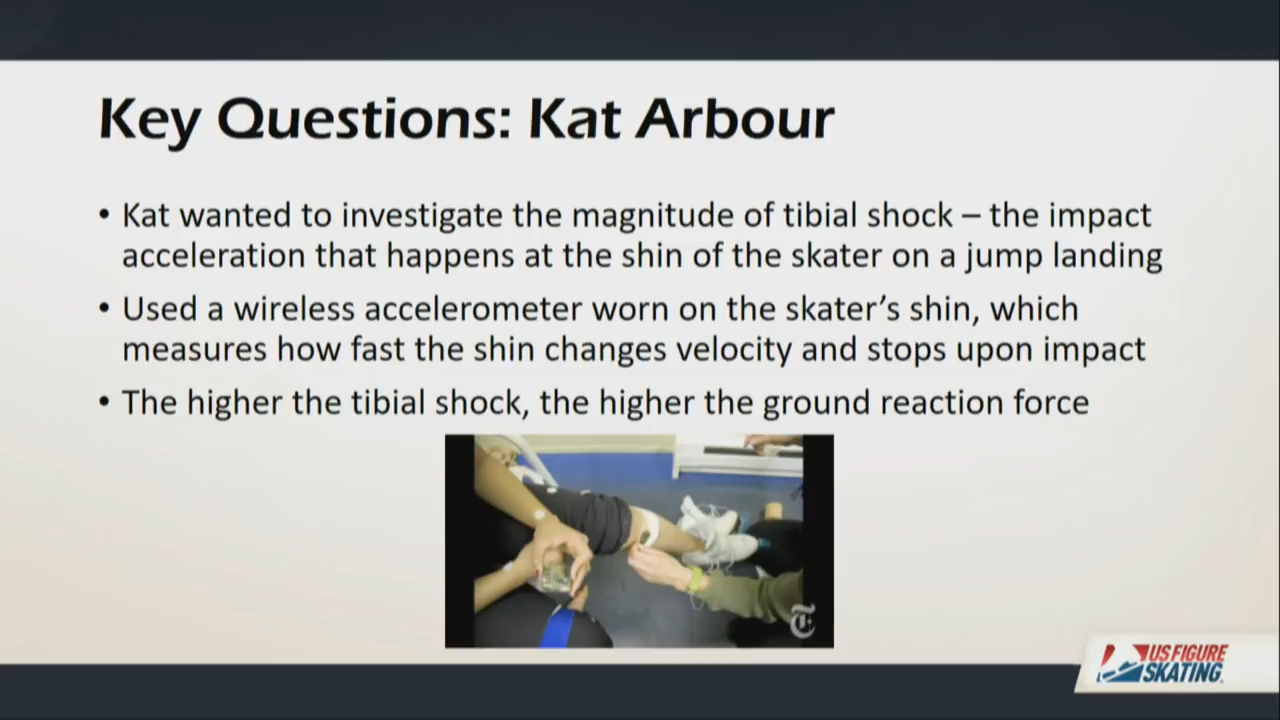 Key Questions: Kat Arbour
• Kat wanted to investigate the magnitude of tibial shock – the impact
acceleration that happens at the shin of the skater on a jump landing
• Used a wireless accelerometer worn on the skater’s shin, which
measures how fast the shin changes velocity and stops upon impact
• The higher the tibial shock, the higher the ground reaction force
T
US FIGURE
SKATING